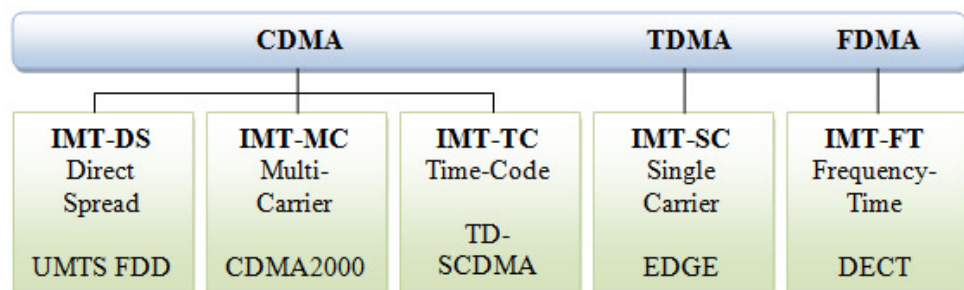 CDMA TDMA FDMA
IMT-DS
Direct
Spread
UMTS FDD
IMT-MC
Multi-
Carrier
CDMA2000
IMT-TC
Time-Code
TD-
SCDMA
IMT-SC
Single
Carrier
EDGE
IMT-FT
Frequency-
Time
DECT